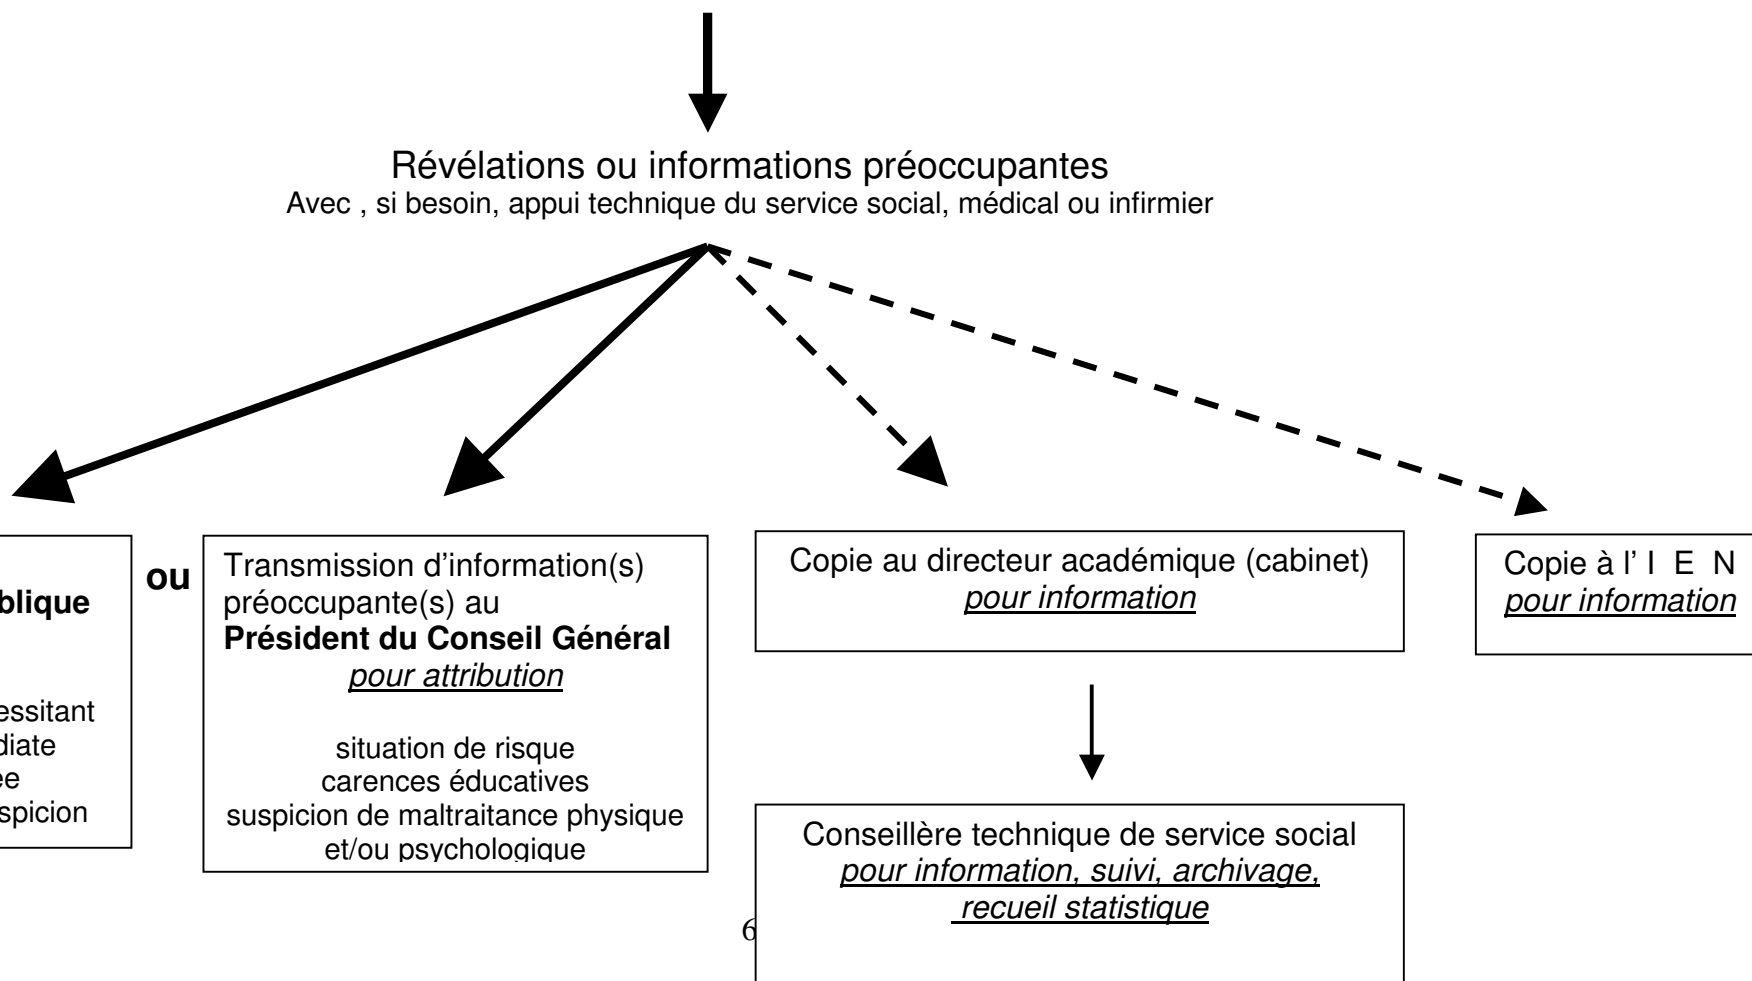 Révélations ou informations préoccupantes
Avec , si besoin, appui technique du service social, médical ou infirmier
blique
essitant
diate
ée
spicion
ou
Transmission d'information(s)
préoccupante(s) au
Président du Conseil Général
pour attribution
situation de risque
carences éducatives
suspicion de maltraitance physique
et/ou psychologique
Copie au directeur académique (cabinet)
pour information
Conseillère technique de service social
pour information, suivi, archivage,
recueil statistique
Copie à l' I E N
pour information
6